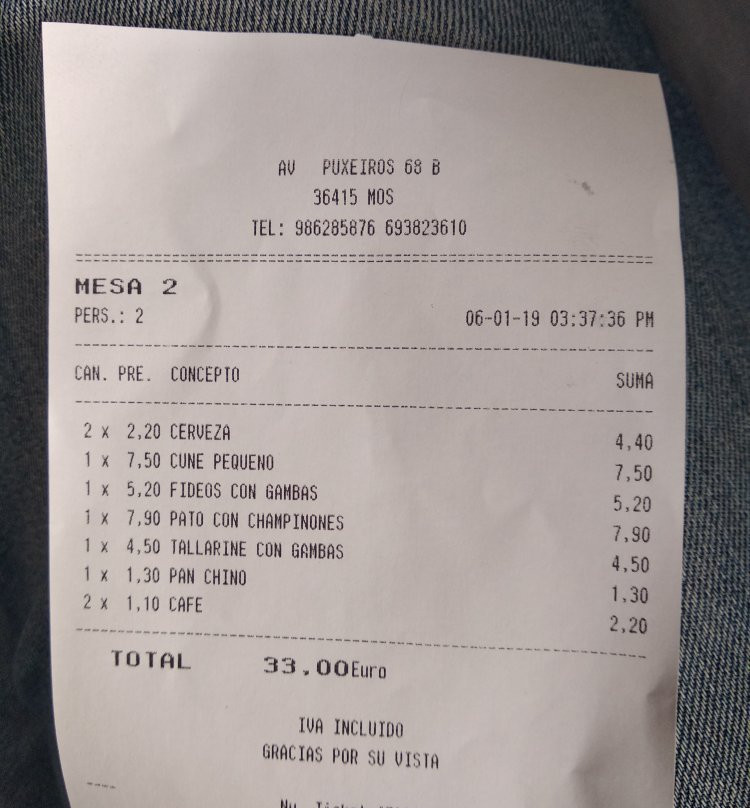 AV PUXEIROS 68 B
36415 MOS
TEL: 986285876 693823610
MESA 2
PERS.: 2 06-01-19 03:37:36 PM
CAN. PRE. CONCEPTO SUMA
2 x 2,20 CERVEZA 4,40
1 x 7,50 CUNE PEQUENO 7,50
1 x 5,20 FIDEOS CON GAMBAS 5,20
1 x 7,90 PATO CON CHAMPINONES 7,90
1 x 4,50 TALLARINE CON GAMBAS 4,50
1 x 1,30 PAN CHINO 1,30
2 x 1,10 CAFE 2,20
TOTAL 33,00Euro
IVA INCLUIDO
GRACIAS POR SU VISTA